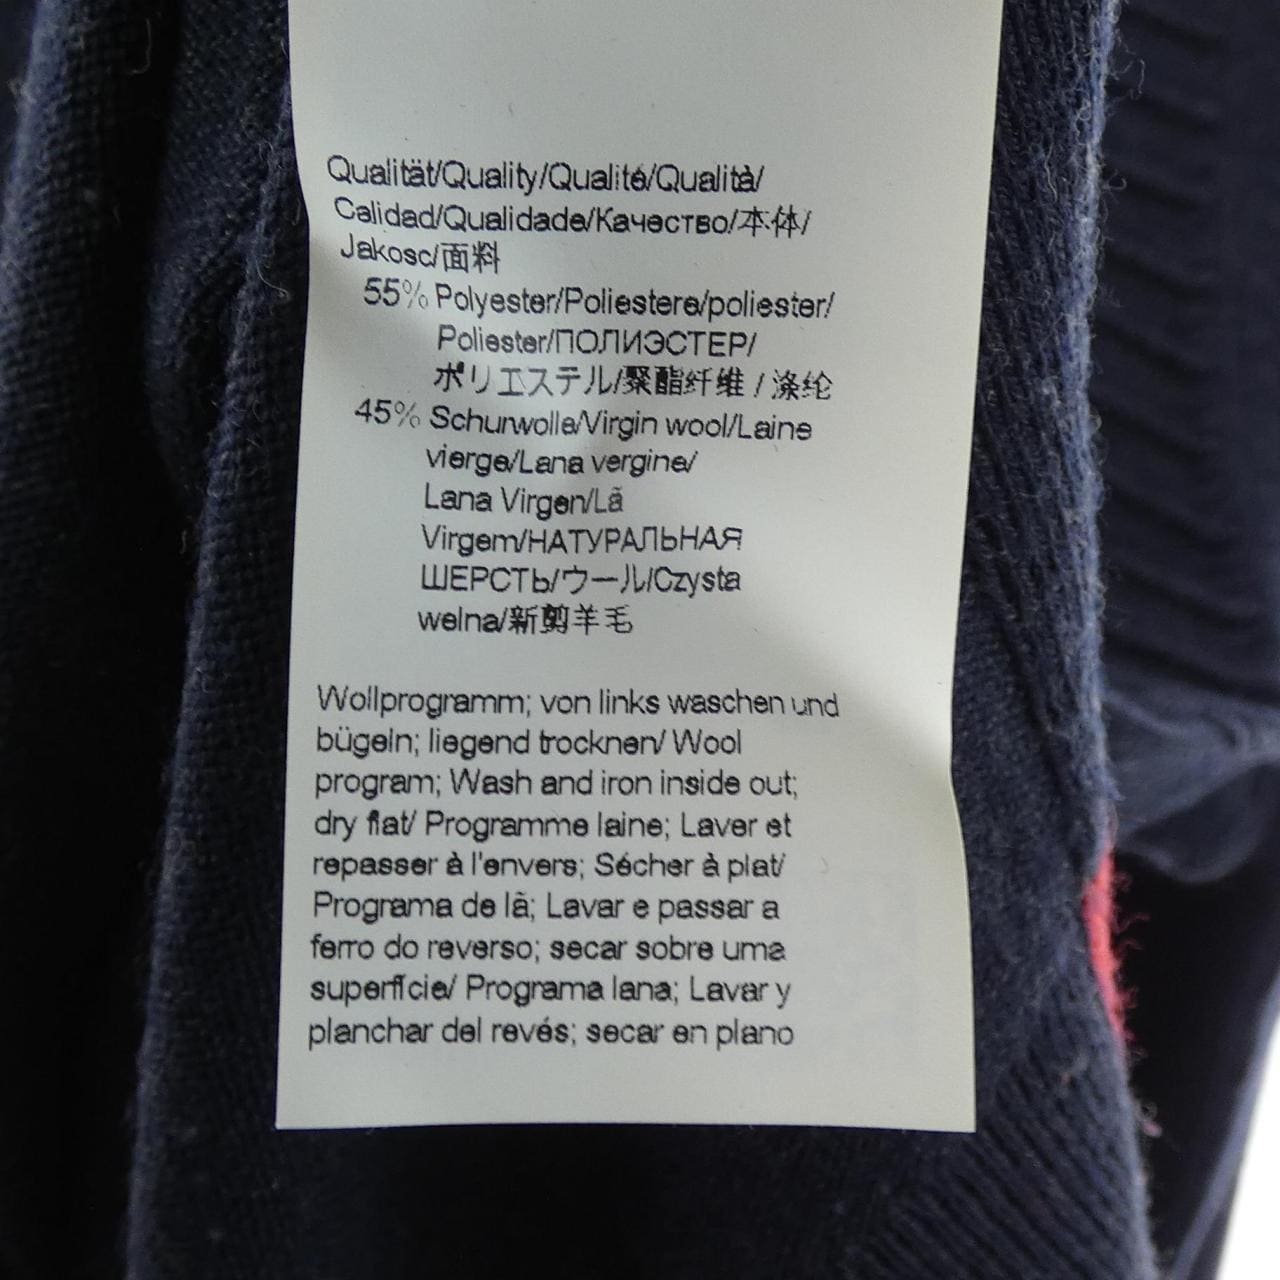 Qualität/Quality/Qualité/Qualità/
Calidad/Qualidade/Качество/本体/
Jakosc/面料
55% Polyester/Poliestere/poliester/
Poliester/ПОЛИЭСТЕР/
ポリエステル/聚酯纤维 / 涤纶
45% Schurwolle/Virgin wool/Laine
vierge/Lana vergine/
Lana Virgen/Lã
Virgem/НАТУРАЛЬНАЯ
ШЕРСТЬ/ウール/Czysta
welna/新剪羊毛
Wollprogramm; von links waschen und
bügeln; liegend trocknen/ Wool
program; Wash and iron inside out;
dry flat/ Programme laine; Laver et
repasser à l'envers; Sécher à plat/
Programa de lã; Lavar e passar a
ferro do reverso; secar sobre uma
superfície/ Programa lana; Lavar y
planchar del revés; secar en plano